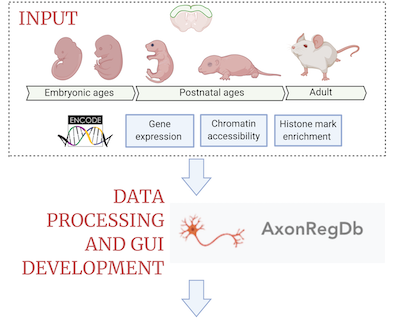 INPUT
Embryonic ages
Postnatal ages
Adult
ENCODE
Gene
expression
Chromatin
accessibility
Histone mark
enrichment
DATA
PROCESSING
AND GUI
DEVELOPMENT
AxonRegDb